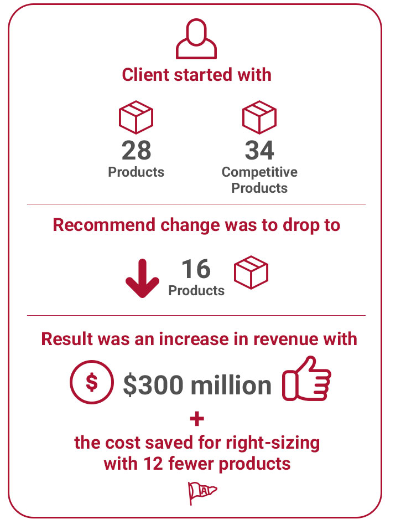 Client started with
28
Products
34
Competitive
Products
Recommend change was to drop to
16
Products
Result was an increase in revenue with
$
$300 million
+
the cost saved for right-sizing
with 12 fewer products